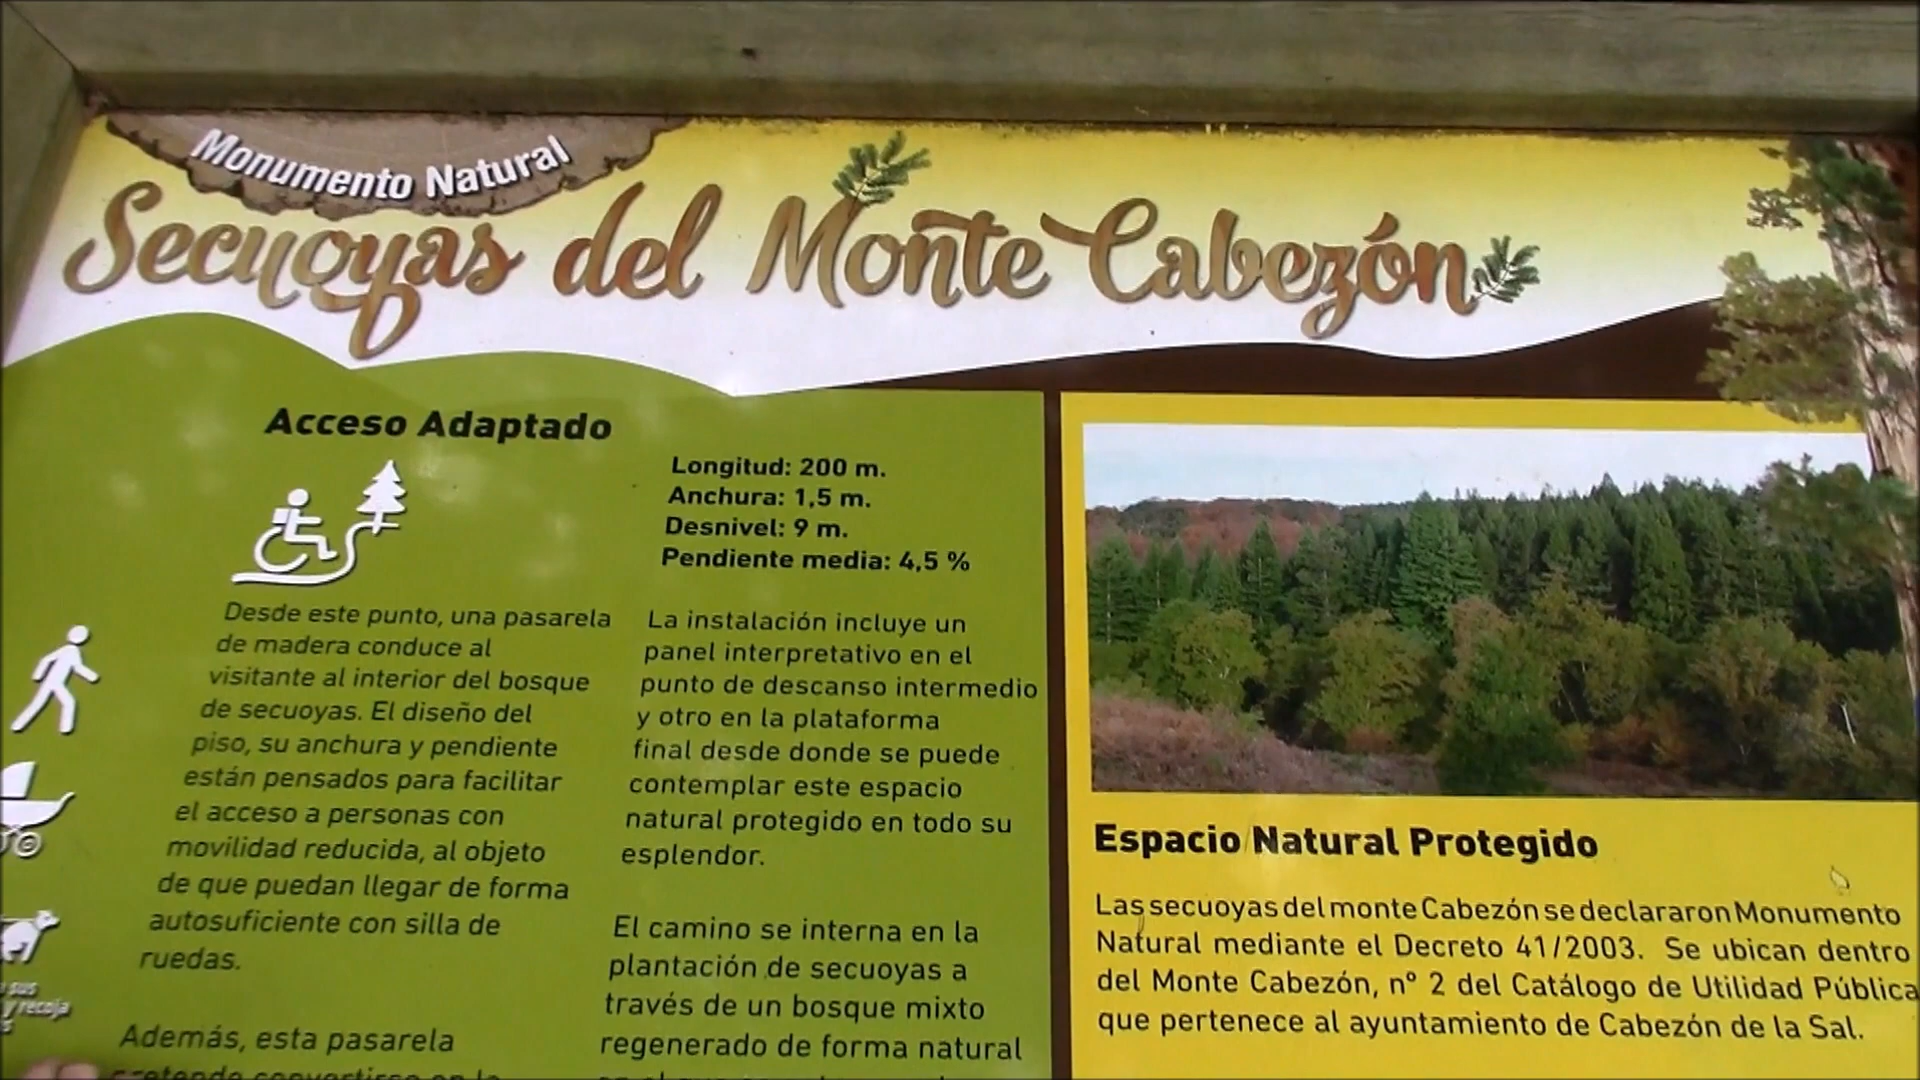 Monumento Natural
Secuoyas del Monte Cabezón
Acceso Adaptado
Desde este punto, una pasarela
de madera conduce al
visitante al interior del bosque
de secuoyas. El diseño del
piso, su anchura y pendiente
están pensados para facilitar
el acceso a personas con
movilidad reducida, al objeto
de que puedan llegar de forma
autosuficiente con silla de
ruedas.
Además, esta pasarela
pretende convertirse en la
sus
y recoja
Longitud: 200 m.
Anchura: 1,5 m.
Desnivel: 9 m.
Pendiente media: 4,5 %
La instalación incluye un
panel interpretativo en el
punto de descanso intermedio
y otro en la plataforma
final desde donde se puede
contemplar este espacio
natural protegido en todo su
esplendor.
El camino se interna en la
plantación de secuoyas a
través de un bosque mixto
regenerado de forma natural
Espacio Natural Protegido
Las secuoyas del monte Cabezón se declararon Monumento
Natural mediante el Decreto 41/2003. Se ubican dentro
del Monte Cabezón, nº 2 del Catálogo de Utilidad Pública
que pertenece al ayuntamiento de Cabezón de la Sal.